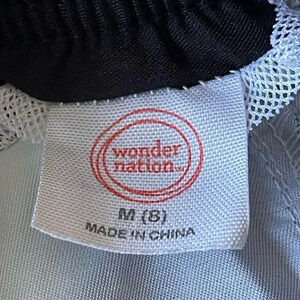 wonder
nation
M (8)
MADE IN CHINA